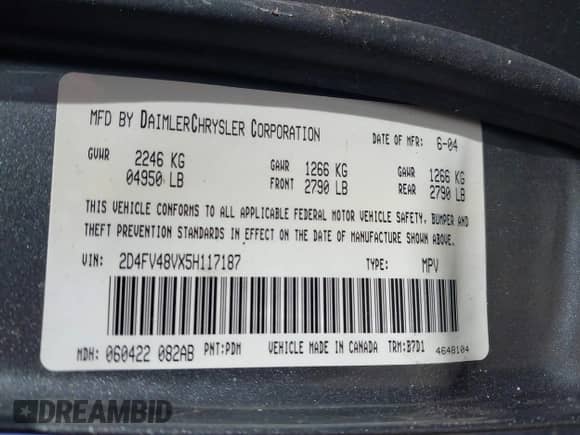 MFD BY DAIMLERCHRYSLER CORPORATION DATE OF MFR: 6-04
GVWR 2246 KG GAWR 1266 KG GAWR 1266 KG
04950 LB FRONT 2790 LB REAR 2790 LB
THIS VEHICLE CONFORMS TO ALL APPLICABLE FEDERAL MOTOR VEHICLE SAFETY, BUMPER AND
THEFT PREVENTION STANDARDS IN EFFECT ON THE DATE OF MANUFACTURE SHOWN ABOVE.
VIN: 2D4FV48VX5H117187 TYPE: MPV
MDH: 060422 082AB PNT:PDM VEHICLE MADE IN CANADA TRM:B7D1 4648104
DREAMBID